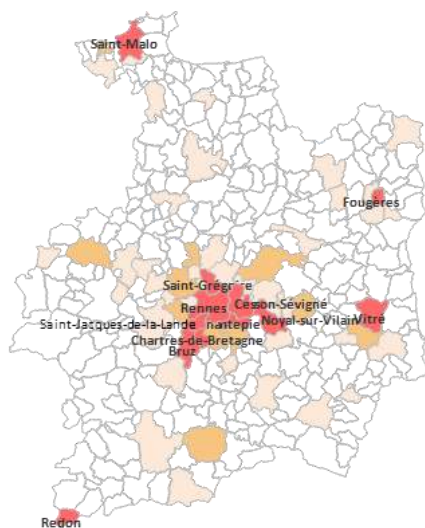 Saint-Malo
Fougères
Saint-Grégoire
Rennes
Cesson-Sévigné
Saint-Jacques-de-la-Lande
Noyal-sur-Vilain
Vitré
Chartres-de-Bretagne
Bruz
Redon